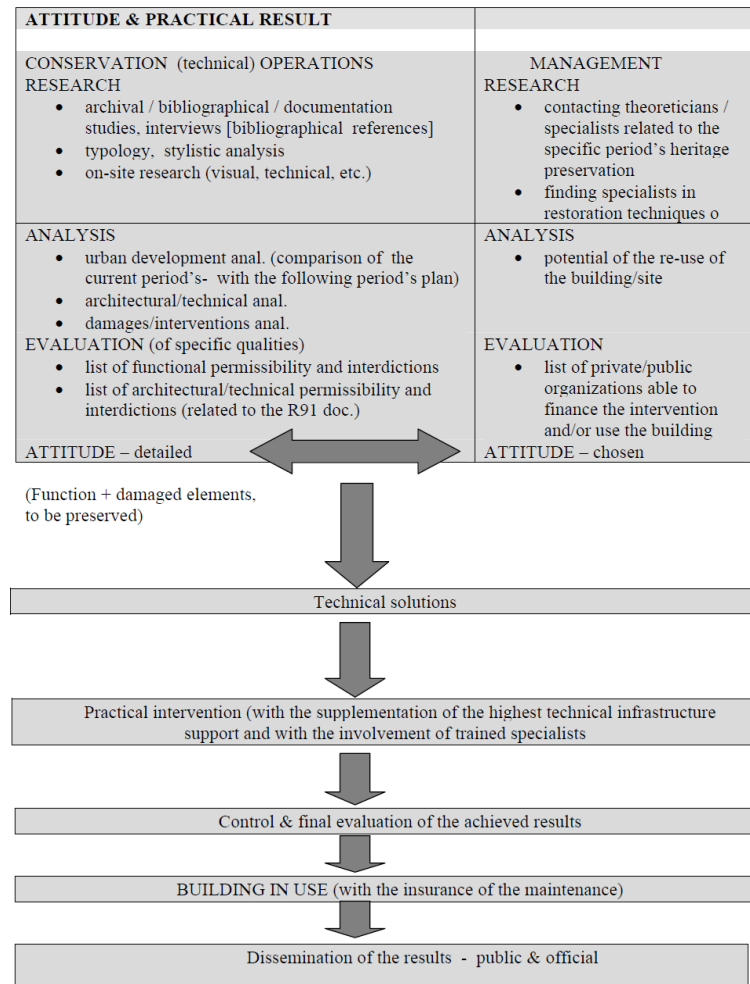 ATTITUDE & PRACTICAL RESULT
CONSERVATION (technical) OPERATIONS
RESEARCH
• archival / bibliographical / documentation
studies, interviews [bibliographical references]
• typology, stylistic analysis
• on-site research (visual, technical, etc.)
MANAGEMENT
RESEARCH
• contacting theoreticians /
specialists related to the
specific period's heritage
preservation
• finding specialists in
restoration techniques o
ANALYSIS
• urban development anal. (comparison of the
current period's- with the following period's plan)
• architectural/technical anal.
• damages/interventions anal.
EVALUATION (of specific qualities)
• list of functional permissibility and interdictions
• list of architectural/technical permissibility and
interdictions (related to the R91 doc.)
ATTITUDE – detailed
ANALYSIS
• potential of the re-use of
the building/site
EVALUATION
• list of private/public
organizations able to
finance the intervention
and/or use the building
ATTITUDE – chosen
(Function + damaged elements,
to be preserved)
Technical solutions
Practical intervention (with the supplementation of the highest technical infrastructure
support and with the involvement of trained specialists
Control & final evaluation of the achieved results
BUILDING IN USE (with the insurance of the maintenance)
Dissemination of the results - public & official